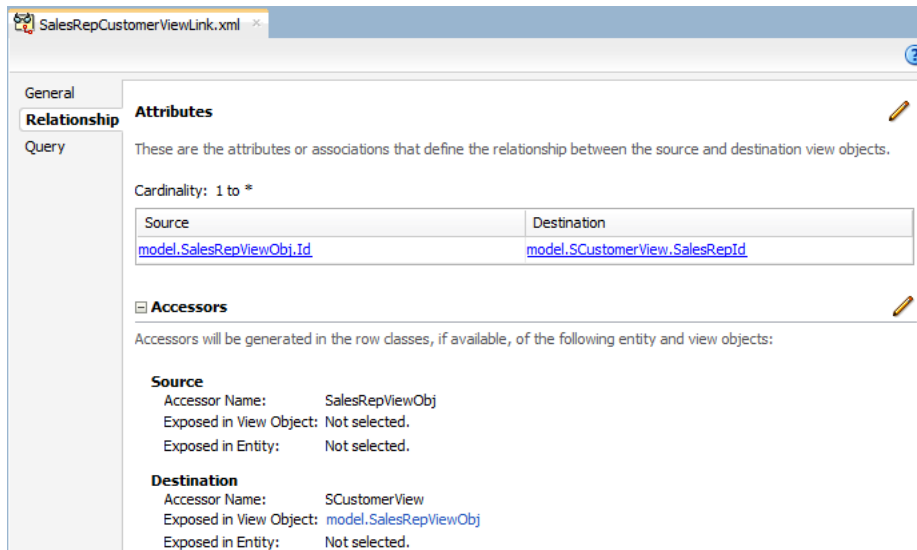 SalesRepCustomerViewLink.xml
General
Relationship
Query
Attributes
These are the attributes or associations that define the relationship between the source and destination view objects.
Cardinality: 1 to *
Source Destination
model.SalesRepViewObj.Id model.SCustomerView.SalesRepId
Accessors
Accessors will be generated in the row classes, if available, of the following entity and view objects:
Source
Accessor Name: SalesRepViewObj
Exposed in View Object: Not selected.
Exposed in Entity: Not selected.
Destination
Accessor Name: SCustomerView
Exposed in View Object: model.SalesRepViewObj
Exposed in Entity: Not selected.